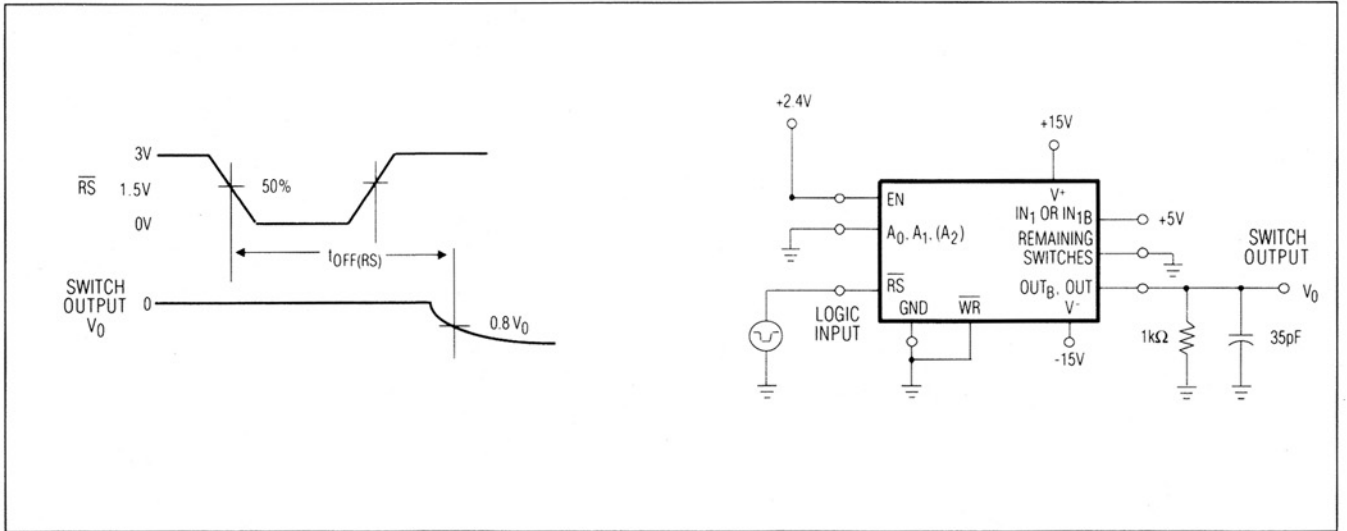 3V
RS 1.5V 50%
0V
tOFF(RS)
SWITCH
OUTPUT 0
V0
0.8 V0
+2.4V
+15V
EN
V+
IN1 OR IN1B +5V
A0, A1, (A2)
REMAINING
SWITCHES
SWITCH
OUTPUT
RS
OUTB, OUT V0
LOGIC
INPUT
GND WR V-
1kΩ 35pF
-15V